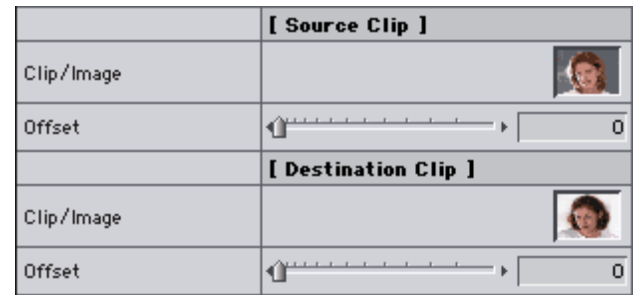 [ Source Clip ]
Clip/Image
Offset 0
[ Destination Clip ]
Clip/Image
Offset 0